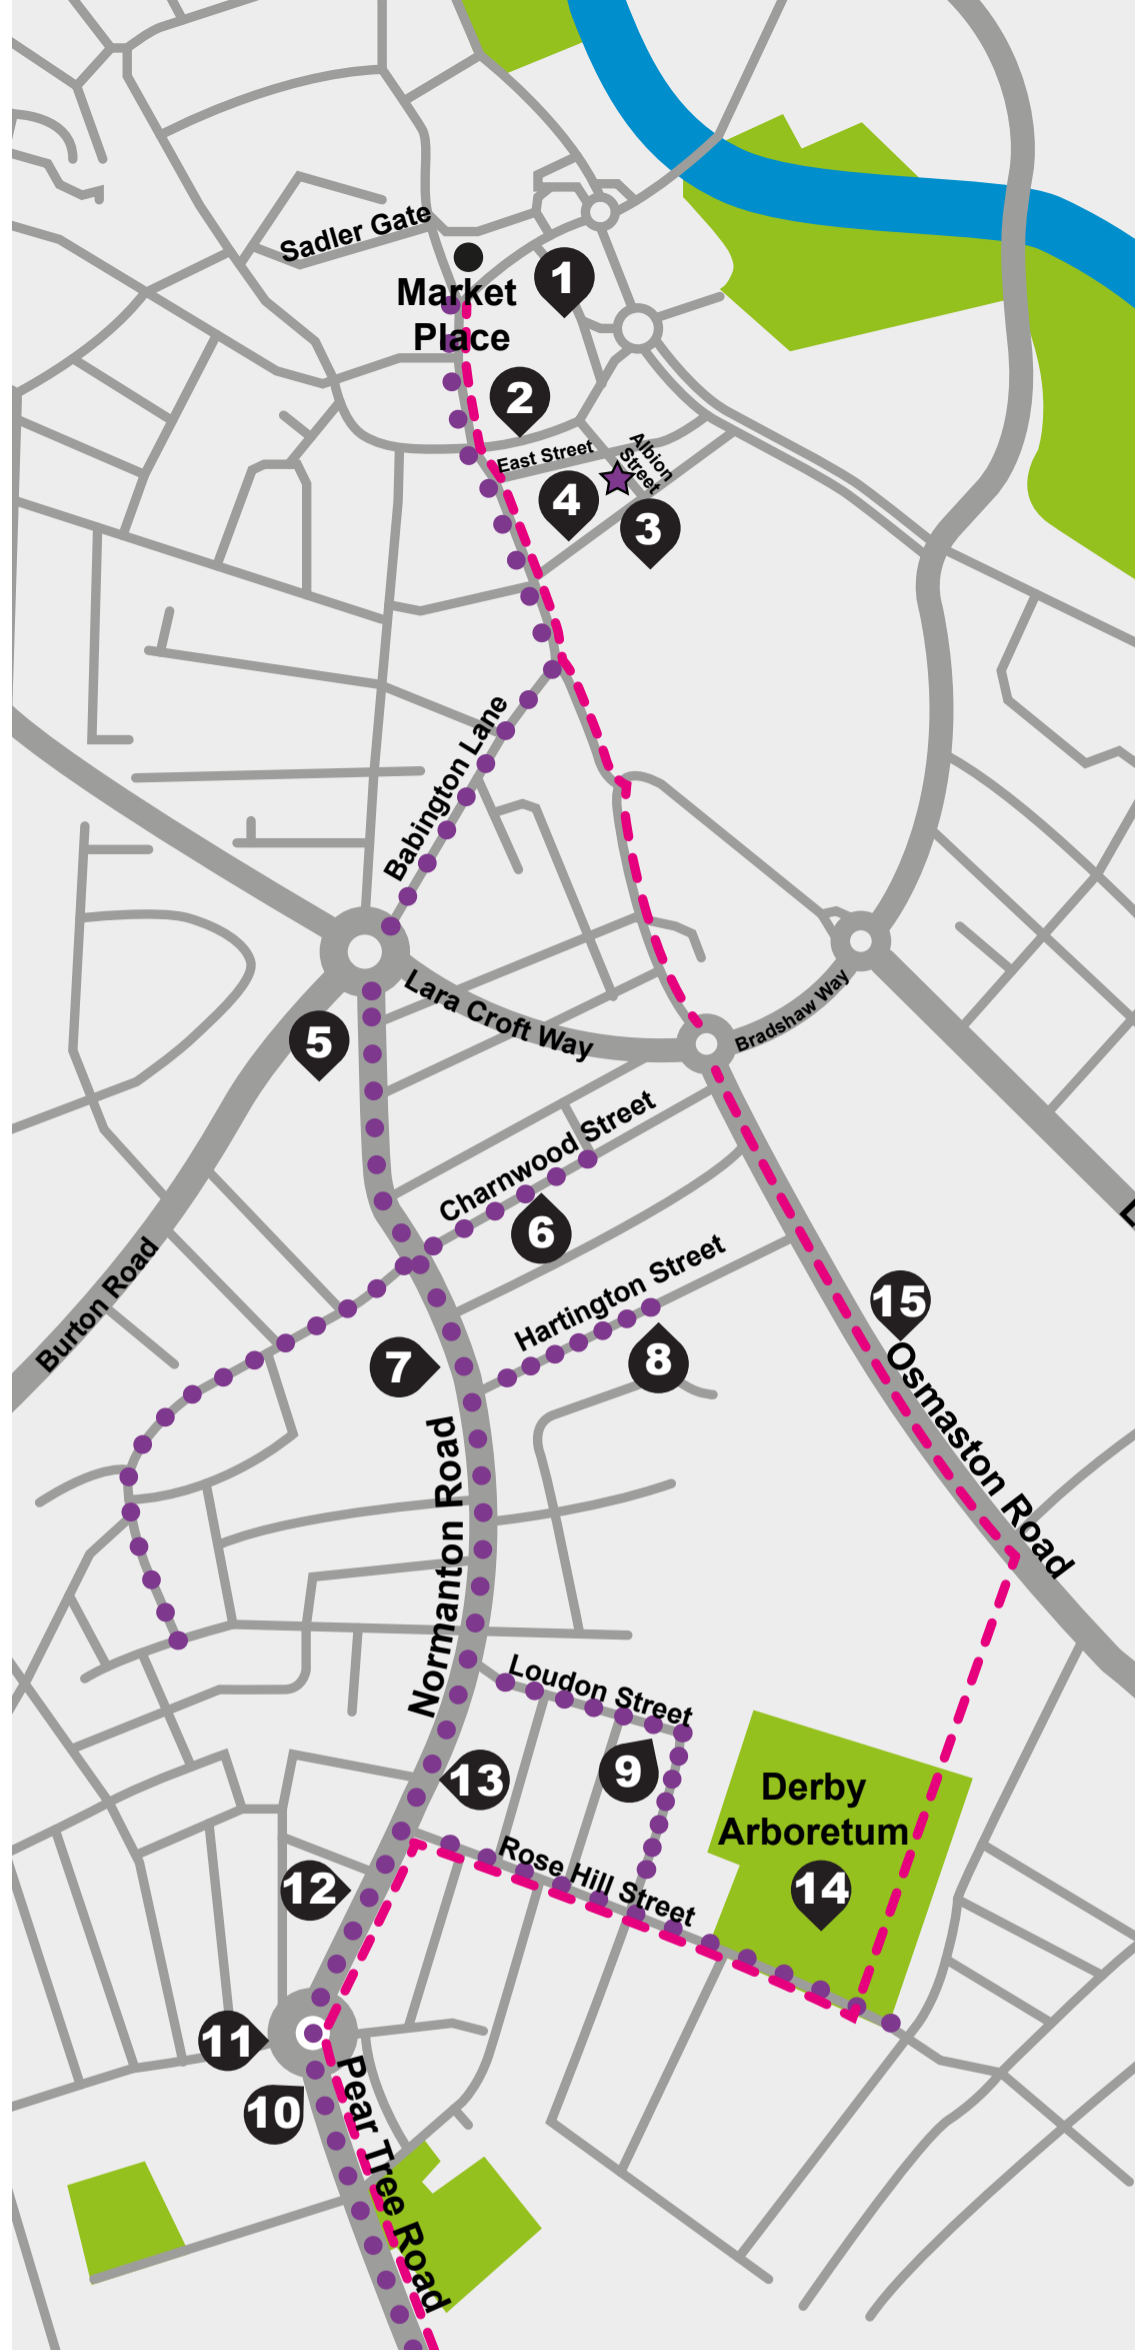 Sadler Gate
1
Market
Place
2
East Street
Albion
Street
4
3
Babington Lane
Lara Croft Way
Bradshaw Way
5
Charnwood Street
6
Burton Road
Hartington Street
15
7
8
Osmaston Road
Normanton Road
Loudon Street
9
13
Derby
Arboretum
Rose Hill Street
14
12
11
10
Pear Tree Road